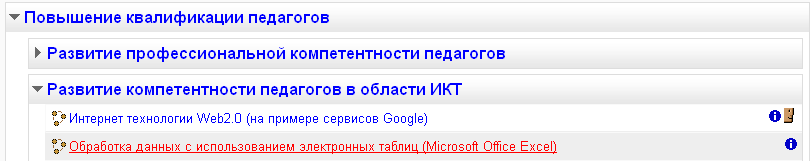 Повышение квалификации педагогов
Развитие профессиональной компетентности педагогов
Развитие компетентности педагогов в области ИКТ
Интернет технологии Web2.0 (на примере сервисов Google)
Обработка данных с использованием электронных таблиц (Microsoft Office Excel)